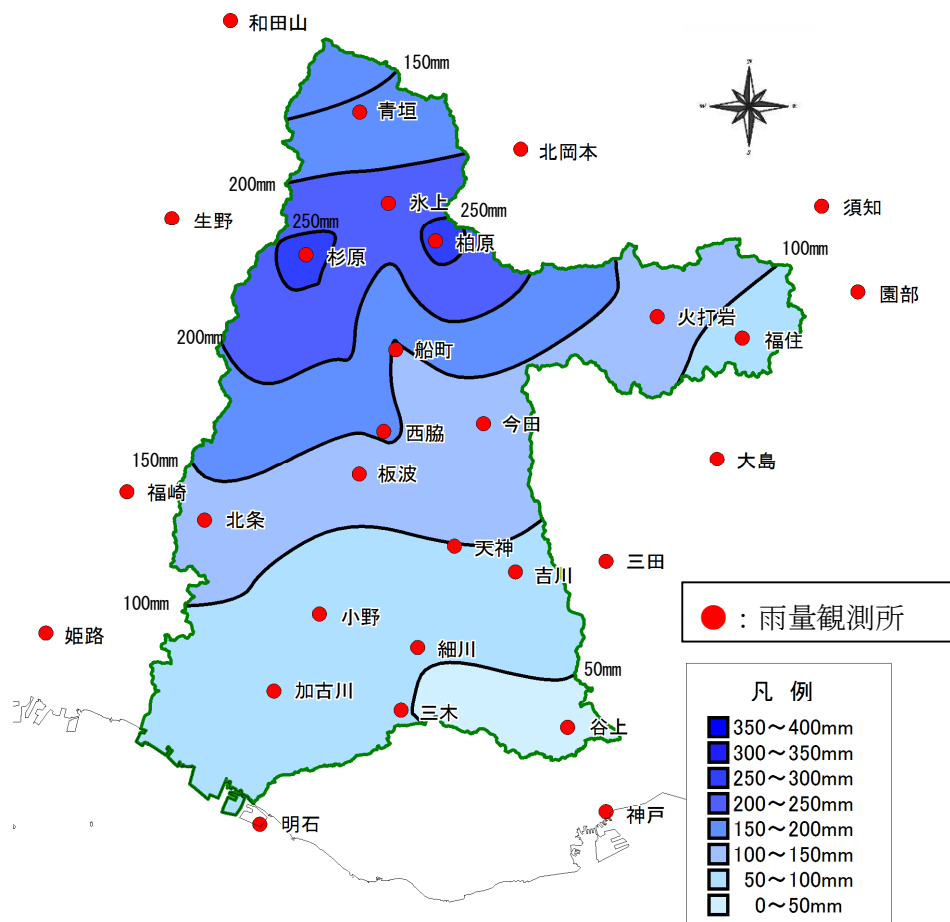 和田山
150mm
青垣
北岡本
N
W
E
S
200mm
氷上
須知
生野
250mm
250mm
杉原
柏原
100mm
園部
火打岩
福住
200mm
船町
今田
西脇
大島
150mm
板波
福崎
北条
天神
三田
吉川
100mm
小野
●：雨量観測所
姫路
細川
50mm
加古川
三木
谷上
明石
神戸
凡 例
350～400mm
300～350mm
250～300mm
200～250mm
150～200mm
100～150mm
50～100mm
0～50mm